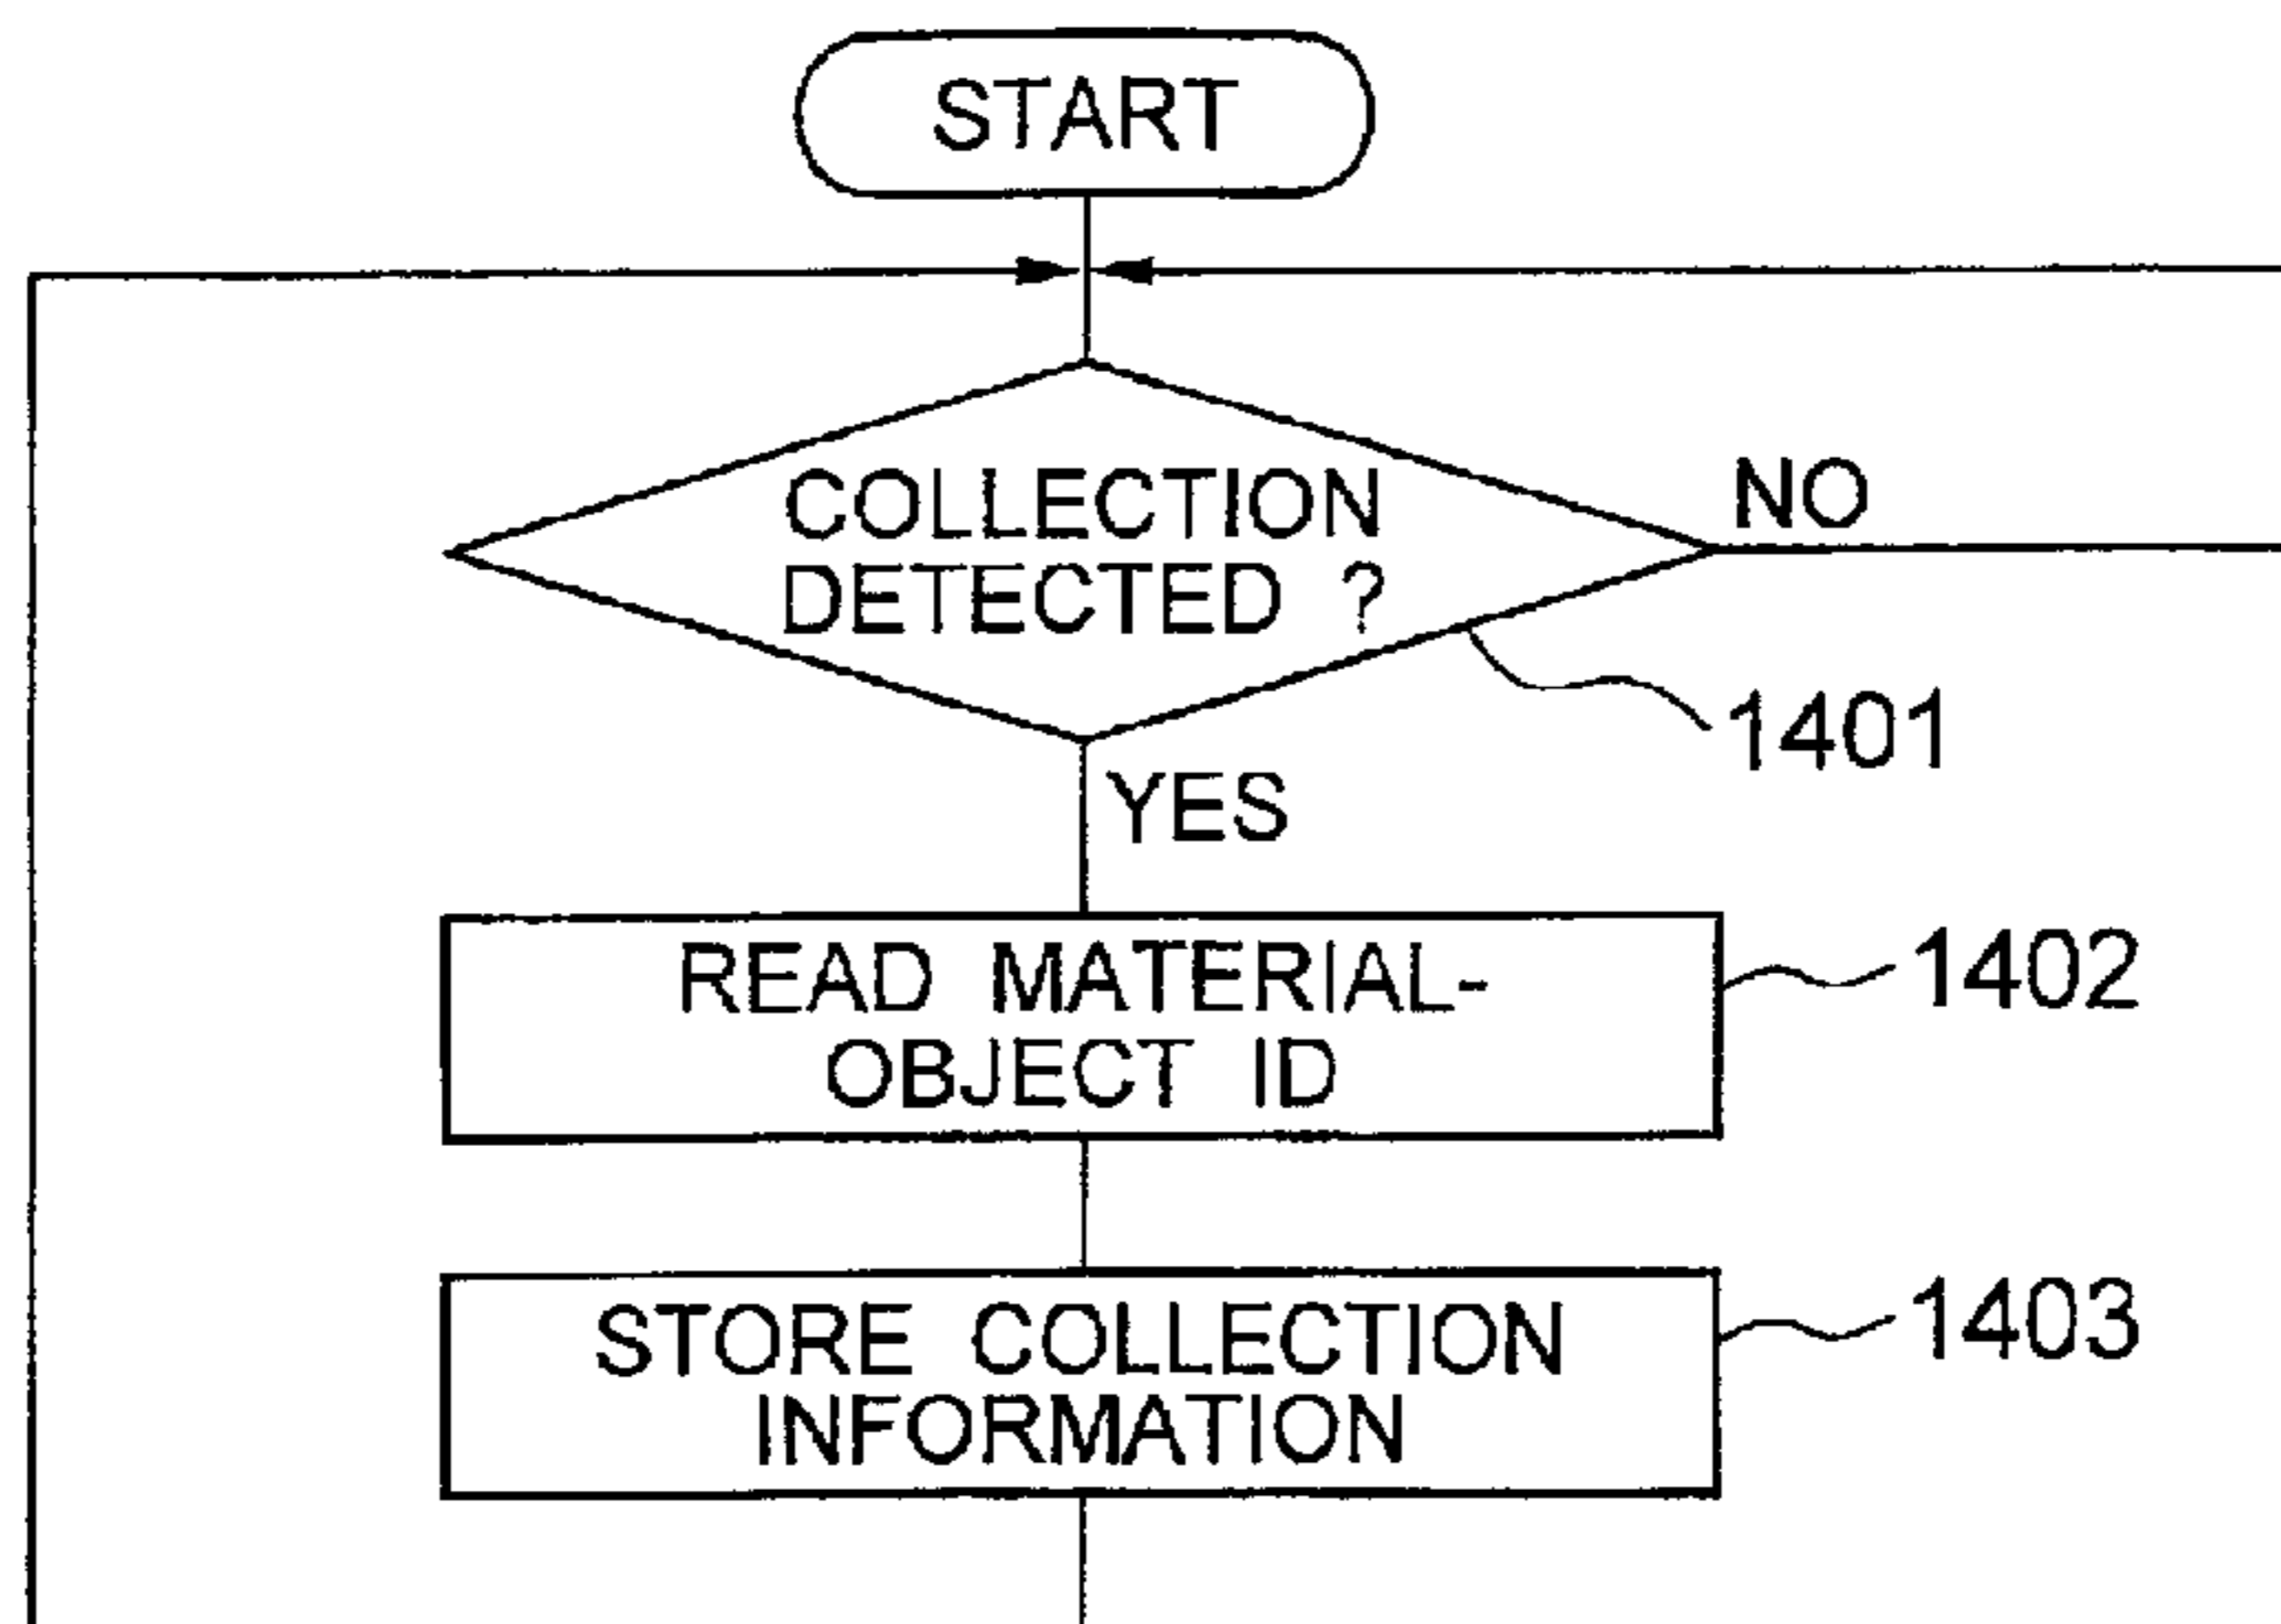 START
COLLECTION
DETECTED ?
NO
1401
YES
READ MATERIAL-
OBJECT ID
1402
STORE COLLECTION
INFORMATION
1403